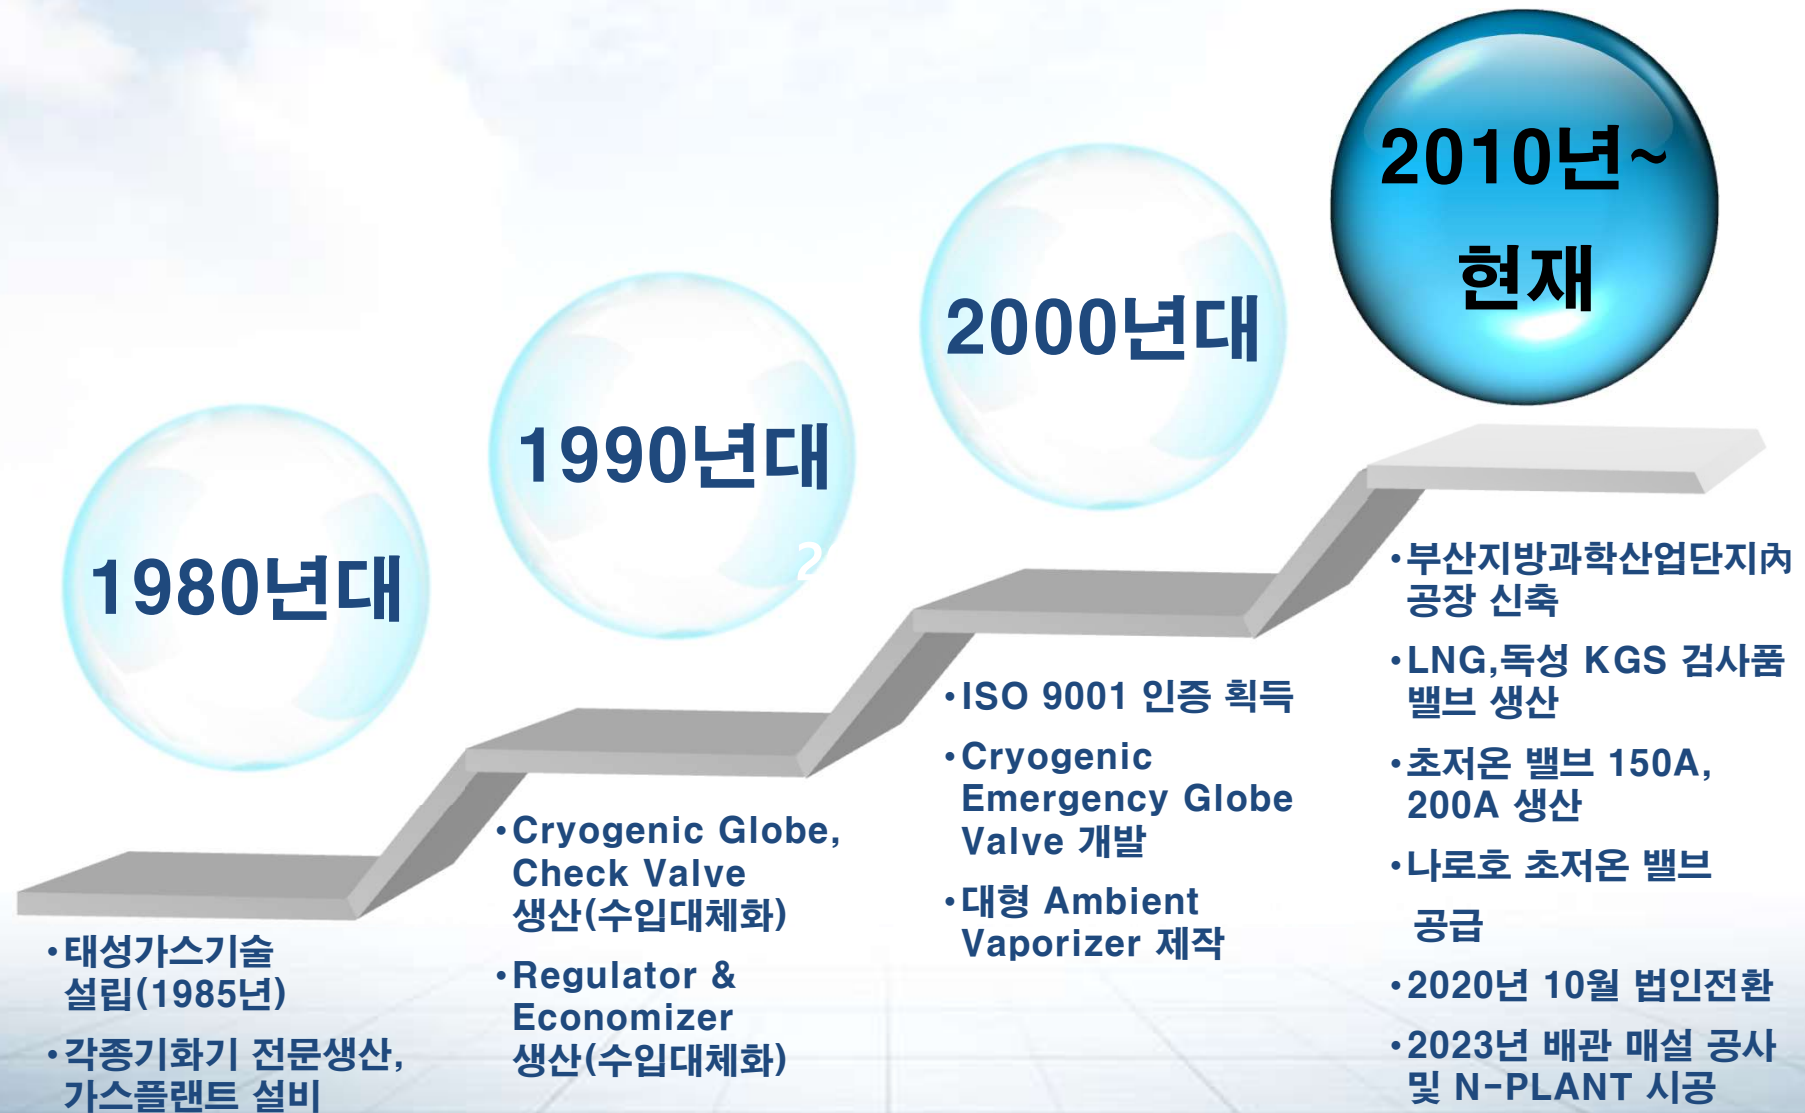 1980년대
•태성가스기술
설립(1985년)
•각종기화기 전문생산,
가스플랜트 설비
1990년대
•Cryogenic Globe,
Check Valve
생산(수입대체화)
•Regulator &
Economizer
생산(수입대체화)
2000년대
•ISO 9001 인증 획득
•Cryogenic
Emergency Globe
Valve 개발
•대형 Ambient
Vaporizer 제작
2010년~
현재
•부산지방과학산업단지內
공장 신축
•LNG,독성 KGS 검사품
밸브 생산
•초저온 밸브 150A,
200A 생산
•나로호 초저온 밸브
공급
•2020년 10월 법인전환
•2023년 배관 매설 공사
및 N-PLANT 시공